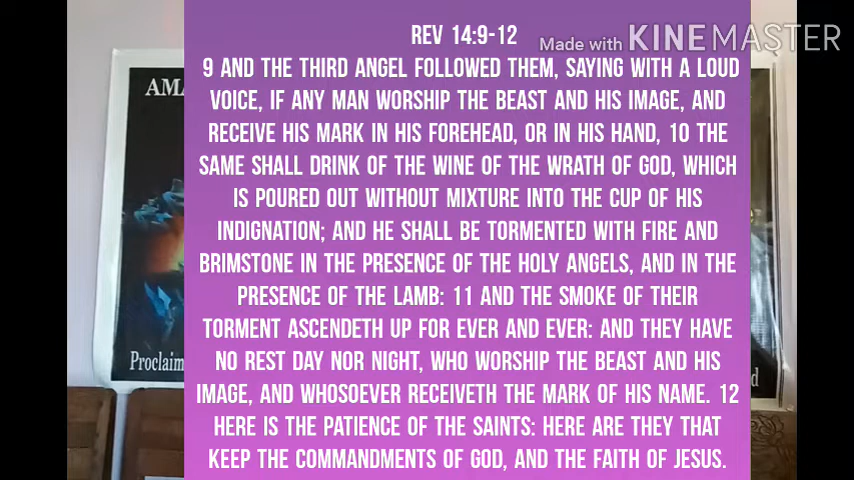 REV 14:9-12
Made with KINEMASTER
9 AND THE THIRD ANGEL FOLLOWED THEM, SAYING WITH A LOUD
VOICE, IF ANY MAN WORSHIP THE BEAST AND HIS IMAGE, AND
RECEIVE HIS MARK IN HIS FOREHEAD, OR IN HIS HAND, 10 THE
SAME SHALL DRINK OF THE WINE OF THE WRATH OF GOD, WHICH
IS POURED OUT WITHOUT MIXTURE INTO THE CUP OF HIS
INDIGNATION; AND HE SHALL BE TORMENTED WITH FIRE AND
BRIMSTONE IN THE PRESENCE OF THE HOLY ANGELS, AND IN THE
PRESENCE OF THE LAMB: 11 AND THE SMOKE OF THEIR
TORMENT ASCENDETH UP FOR EVER AND EVER: AND THEY HAVE
NO REST DAY NOR NIGHT, WHO WORSHIP THE BEAST AND HIS
IMAGE, AND WHOSOEVER RECEIVETH THE MARK OF HIS NAME. 12
HERE IS THE PATIENCE OF THE SAINTS: HERE ARE THEY THAT
KEEP THE COMMANDMENTS OF GOD, AND THE FAITH OF JESUS.
AMA
Proclaim
d